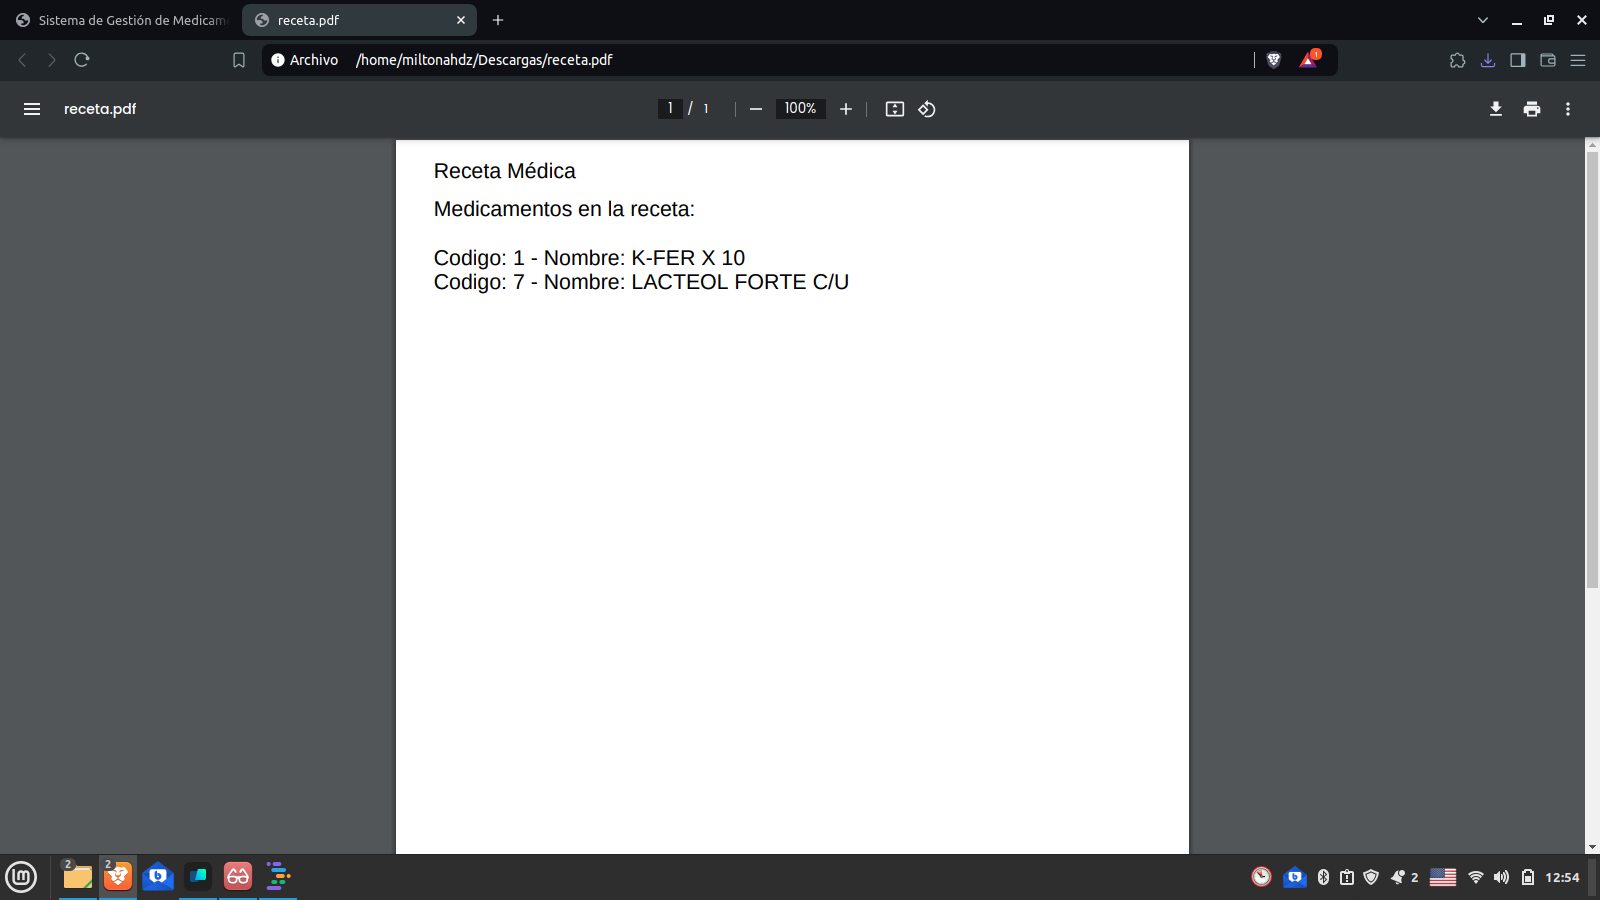 Sistema de Gestión de Medicam
receta.pdf
Archivo /home/miltonahdz/Descargas/receta.pdf
1
receta.pdf
1 / 1
100%
Receta Médica
Medicamentos en la receta:
Codigo: 1 - Nombre: K-FER X 10
Codigo: 7 - Nombre: LACTEOL FORTE C/U
2
2
2
12:54